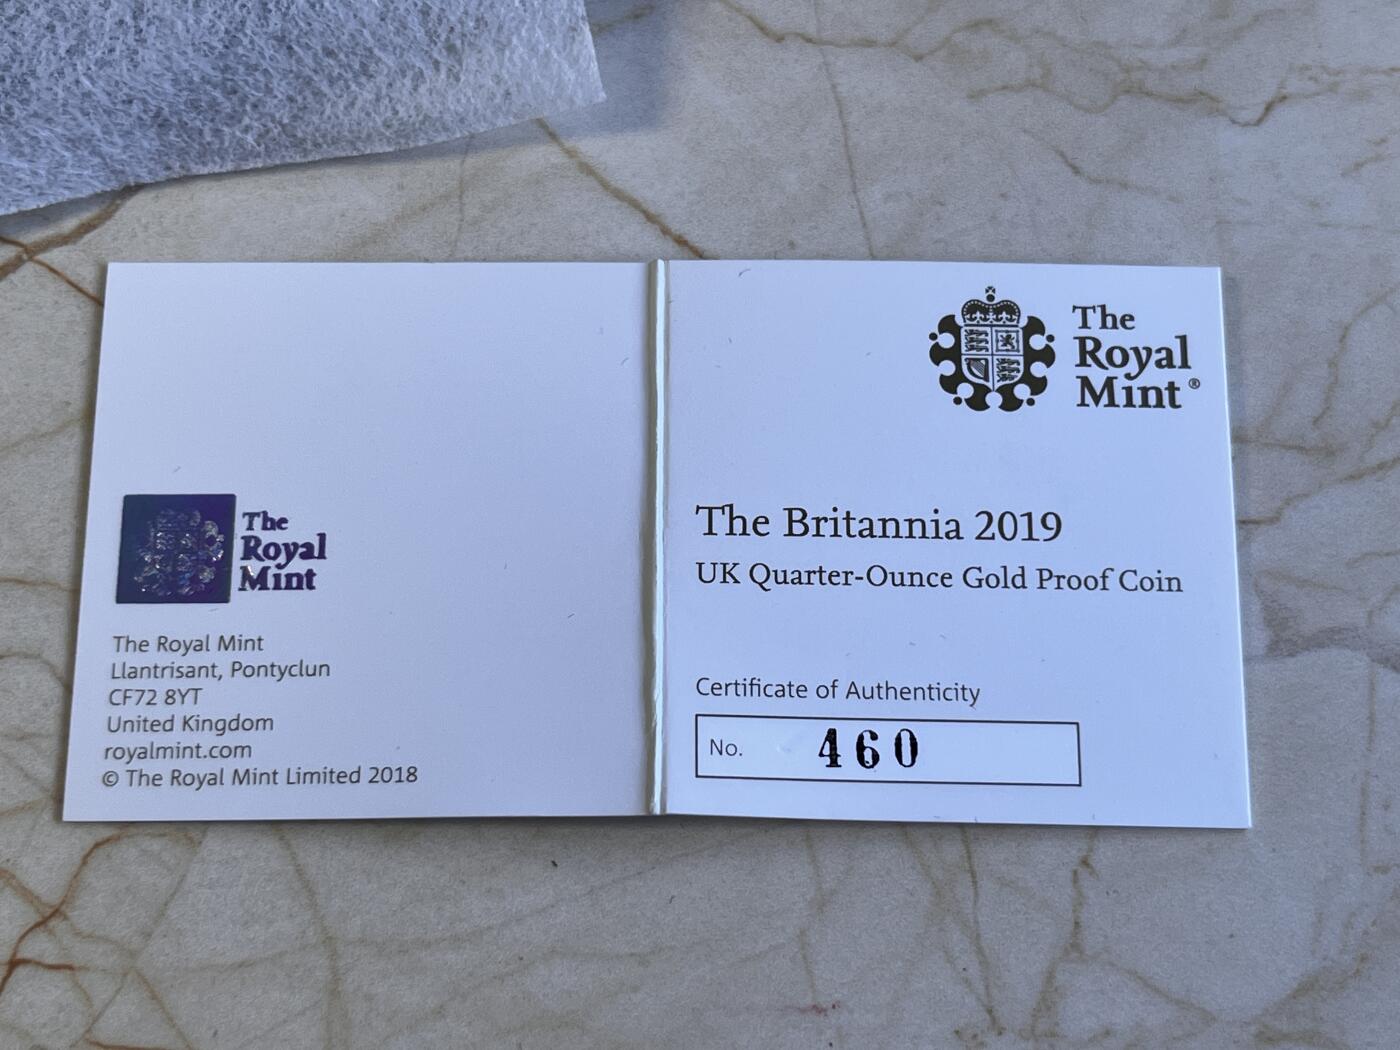 The
Royal
Mint
The Royal Mint
Llantrisant, Pontyclun
CF72 8YT
United Kingdom
royalmint.com
© The Royal Mint Limited 2018
The
Royal
Mint®
The Britannia 2019
UK Quarter-Ounce Gold Proof Coin
Certificate of Authenticity
No. 460